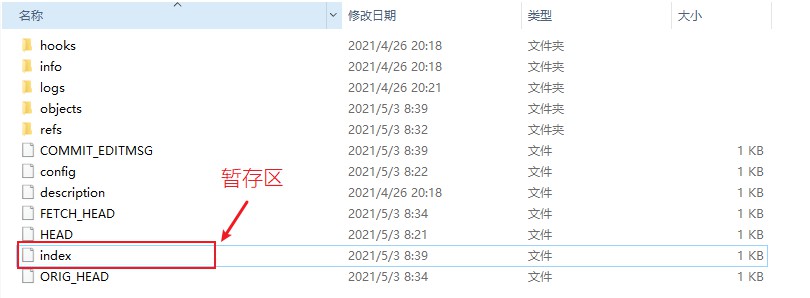 名称 修改日期 类型 大小
hooks 2021/4/26 20:18 文件夹
info 2021/4/26 20:18 文件夹
logs 2021/4/26 20:21 文件夹
objects 2021/5/3 8:39 文件夹
refs 2021/5/3 8:32 文件夹
COMMIT_EDITMSG 2021/5/3 8:39 文件 1 KB
config 2021/5/3 8:22 文件 1 KB
暂存区
description 2021/4/26 20:18 文件 1 KB
FETCH_HEAD 2021/5/3 8:34 文件 1 KB
HEAD 2021/5/3 8:21 文件 1 KB
index 2021/5/3 8:39 文件 1 KB
ORIG_HEAD 2021/5/3 8:34 文件 1 KB